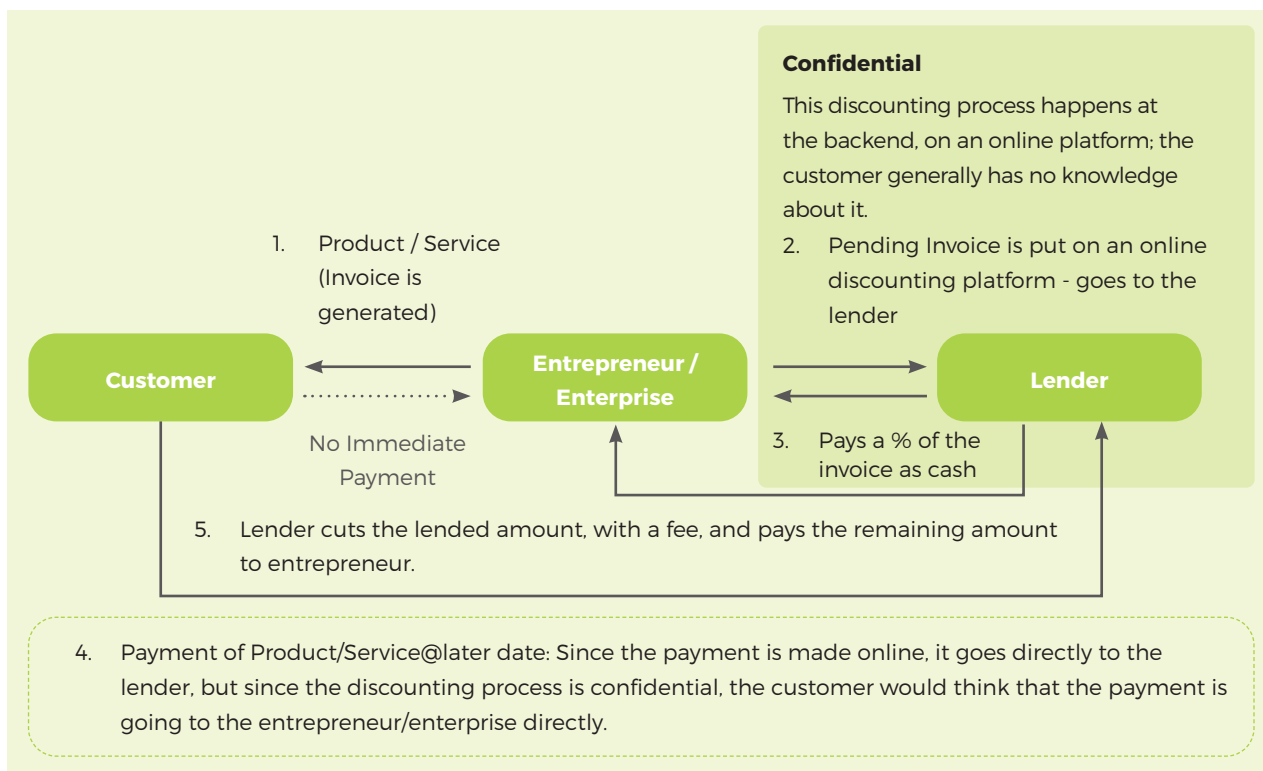 Confidential
This discounting process happens at
the backend, on an online platform; the
customer generally has no knowledge
about it.
1. Product / Service
(Invoice is
generated)
2. Pending Invoice is put on an online
discounting platform - goes to the
lender
Customer
Entrepreneur /
Enterprise
Lender
No Immediate
Payment
3. Pays a % of the
invoice as cash
5. Lender cuts the lended amount, with a fee, and pays the remaining amount
to entrepreneur.
4. Payment of Product/Service@later date: Since the payment is made online, it goes directly to the
lender, but since the discounting process is confidential, the customer would think that the payment is
going to the entrepreneur/enterprise directly.